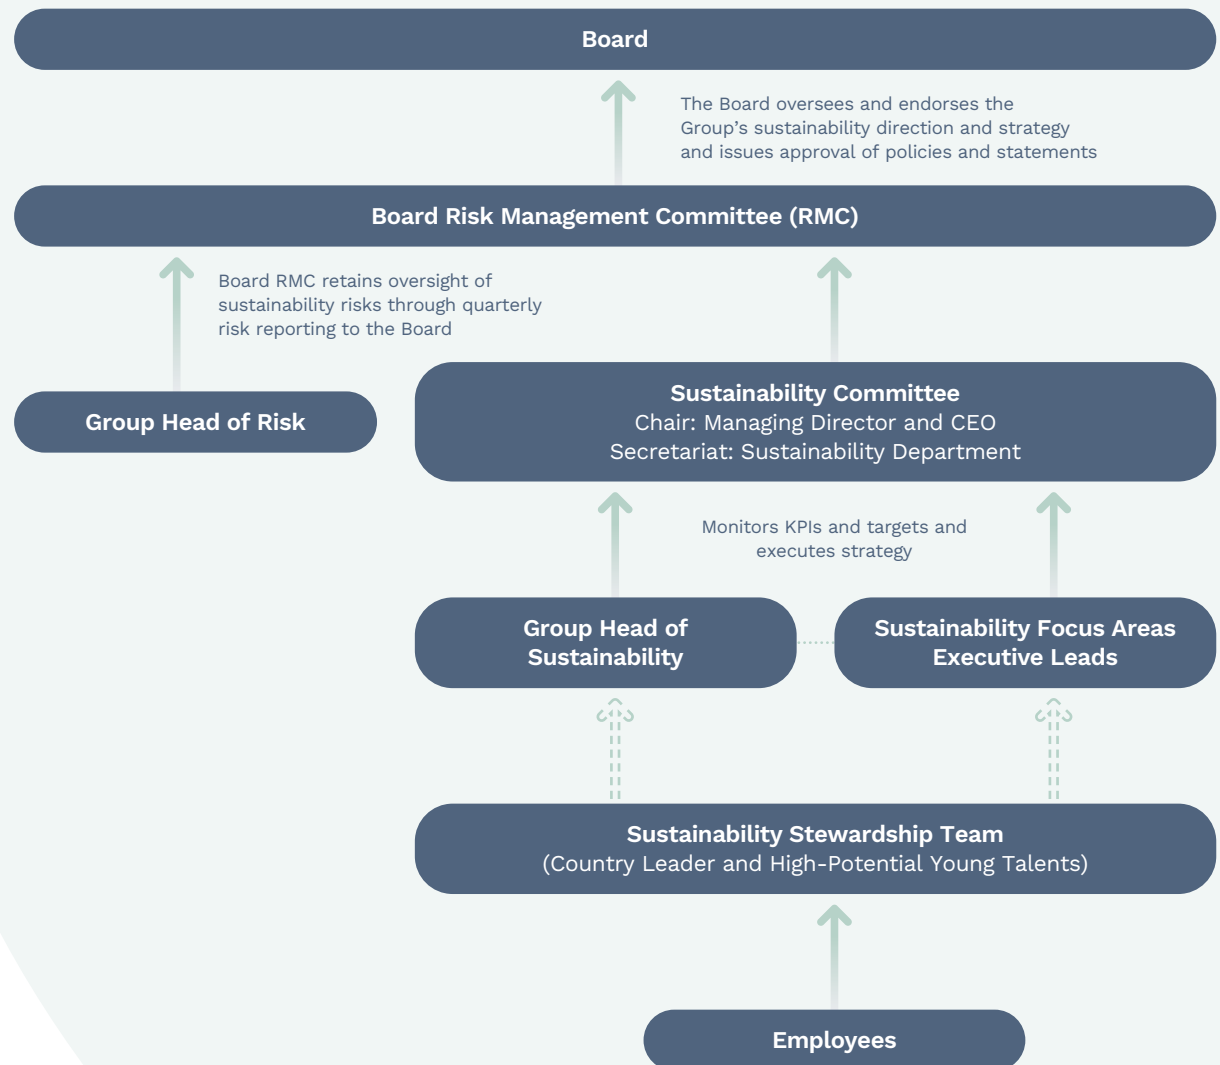 Board
The Board oversees and endorses the
Group’s sustainability direction and strategy
and issues approval of policies and statements
Board Risk Management Committee (RMC)
Board RMC retains oversight of
sustainability risks through quarterly
risk reporting to the Board
Group Head of Risk
Sustainability Committee
Chair: Managing Director and CEO
Secretariat: Sustainability Department
Monitors KPIs and targets and
executes strategy
Group Head of
Sustainability
Sustainability Focus Areas
Executive Leads
Sustainability Stewardship Team
(Country Leader and High-Potential Young Talents)
Employees